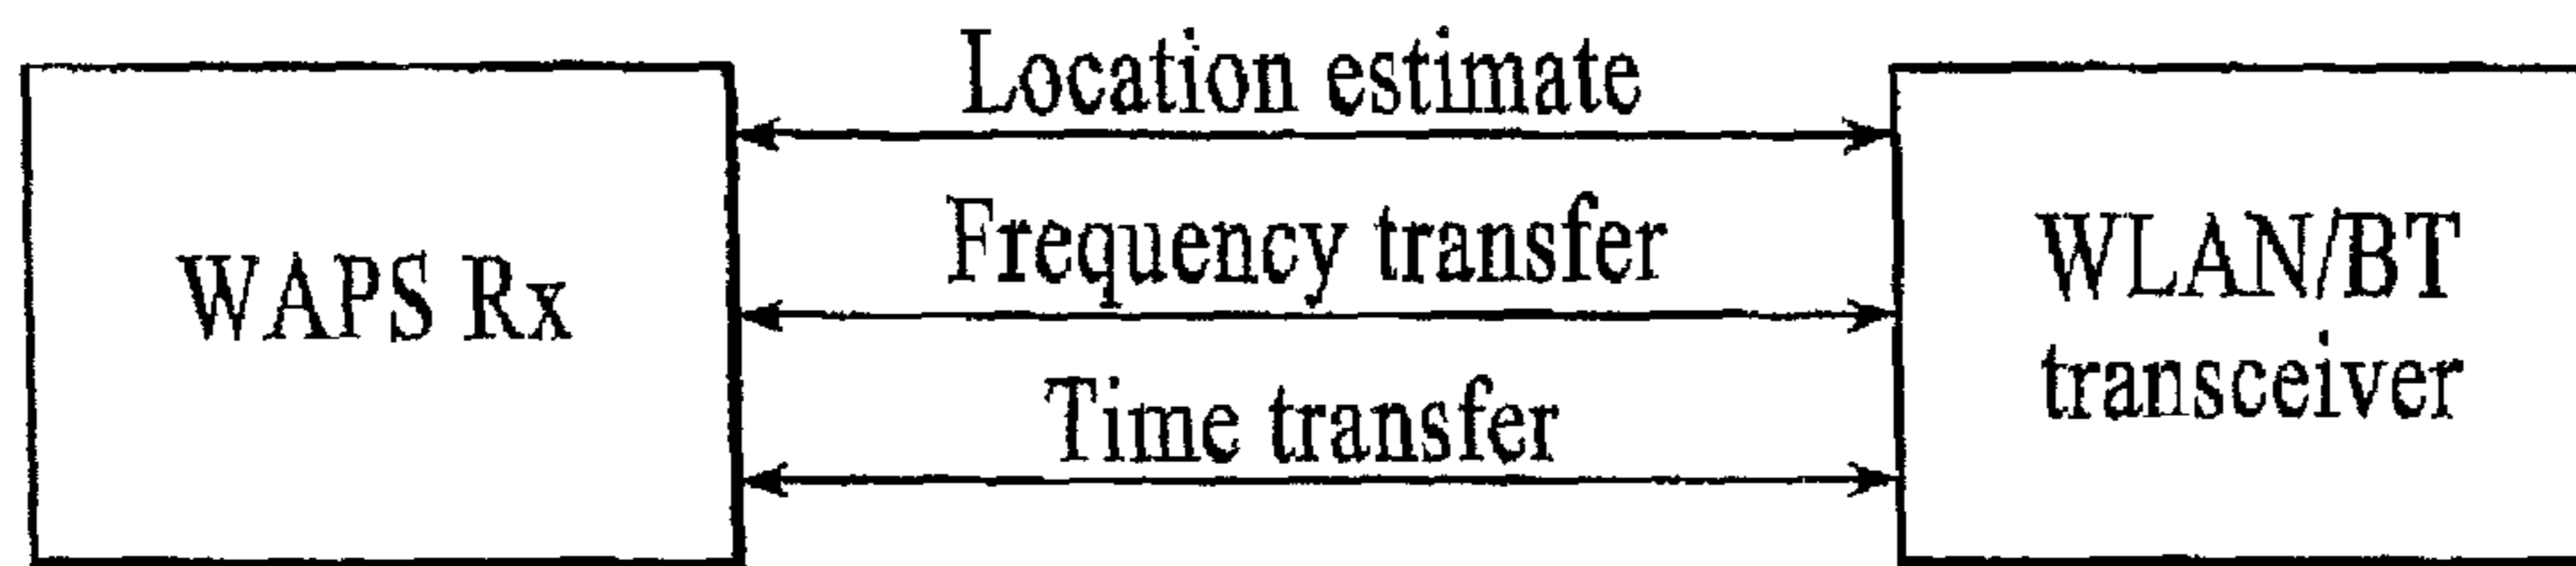 Location estimate
WAPS Rx
Frequency transfer
WLAN/BT
transceiver
Time transfer